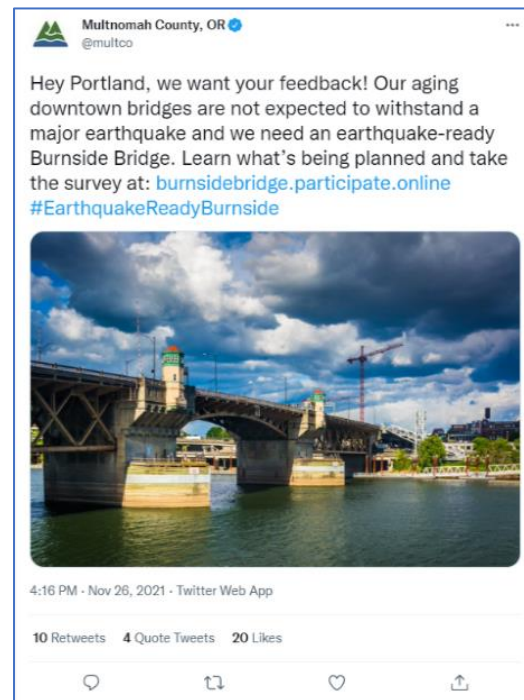 Multnomah County, OR
@multco
Hey Portland, we want your feedback! Our aging
downtown bridges are not expected to withstand a
major earthquake and we need an earthquake-ready
Burnside Bridge. Learn what's being planned and take
the survey at: burnsidebridge.participate.online
#EarthquakeReadyBurnside
4:16 PM · Nov 26, 2021 · Twitter Web App
10 Retweets 4 Quote Tweets 20 Likes